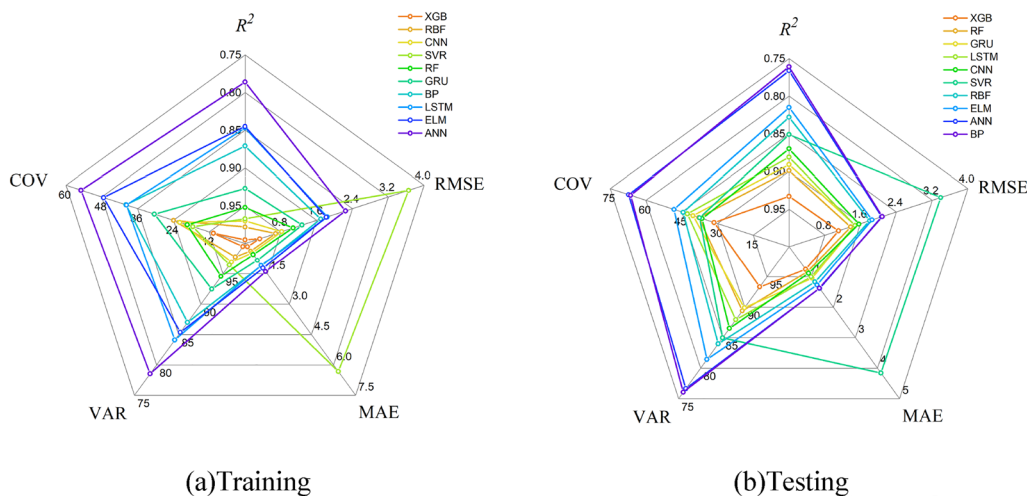 R²
0.75
0.80
0.85
0.90
0.95
COV
60
48
36
24
12
RMSE
4.0
3.2
2.4
1.6
0.8
VAR
75
80
85
95
MAE
7.5
6.0
4.5
3.0
1.5
XGB
RBF
CNN
SVR
RF
GRU
BP
LSTM
ELM
ANN
(a)Training
R²
0.75
0.80
0.85
0.90
0.95
COV
75
60
45
30
15
RMSE
4.0
3.2
2.4
1.6
0.8
VAR
75
80
85
90
95
MAE
5
4
3
2
XGB
RF
GRU
LSTM
CNN
SVR
RBF
ELM
ANN
BP
(b)Testing